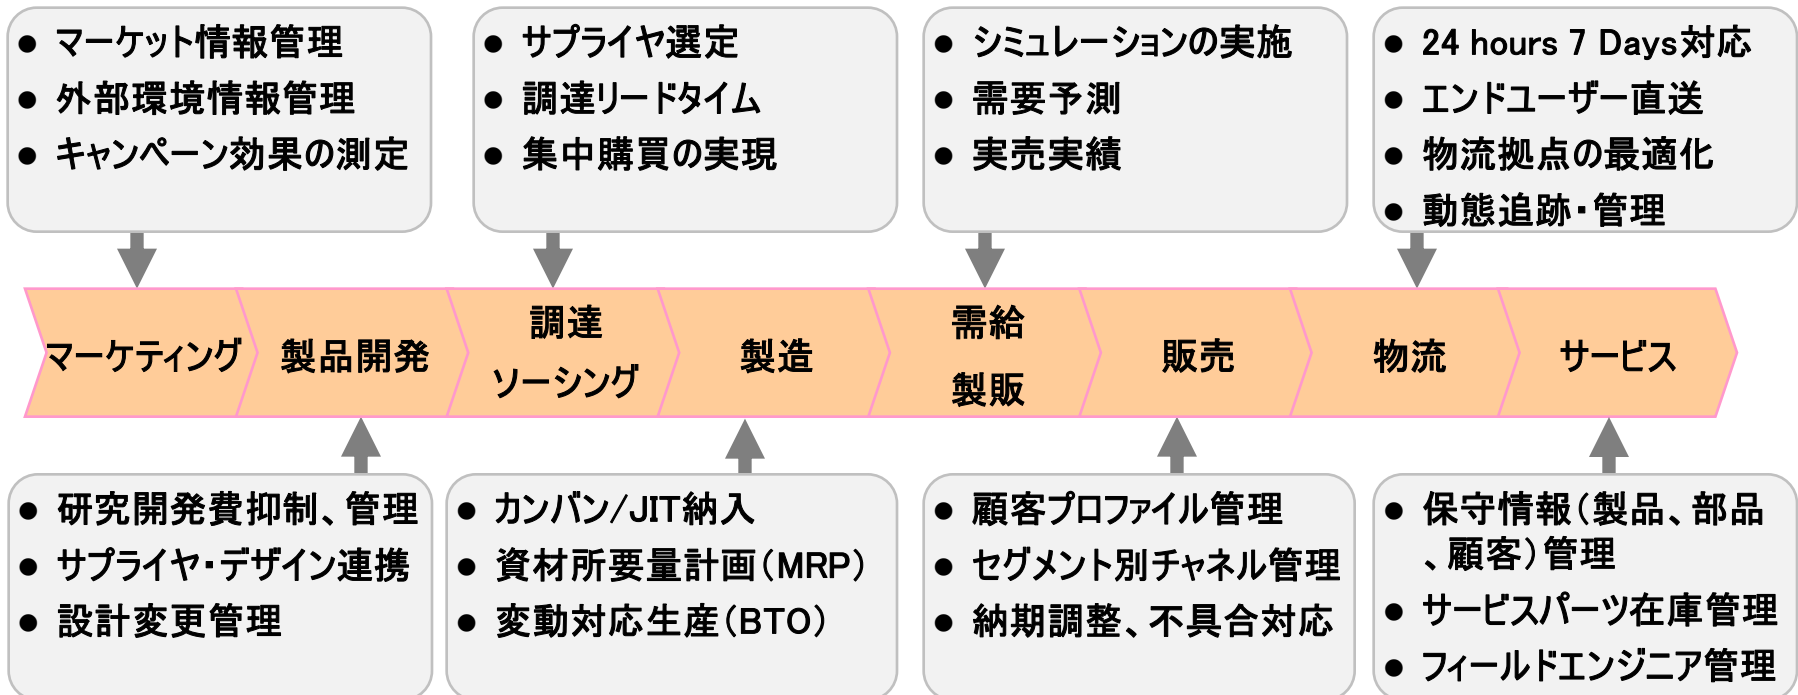 ● マーケット情報管理
● 外部環境情報管理
● キャンペーン効果の測定
● サプライヤ選定
● 調達リードタイム
● 集中購買の実現
● シミュレーションの実施
● 需要予測
● 実売実績
● 24 hours 7 Days対応
● エンドユーザー直送
● 物流拠点の最適化
● 動態追跡・管理
マーケティング
製品開発
調達
ソーシング
製造
需給
製販
販売
物流
サービス
● 研究開発費抑制、管理
● サプライヤ・デザイン連携
● 設計変更管理
● カンバン/JIT納入
● 資材所要量計画（MRP）
● 変動対応生産（BTO）
● 顧客プロファイル管理
● セグメント別チャネル管理
● 納期調整、不具合対応
● 保守情報（製品、部品
、顧客）管理
● サービスパーツ在庫管理
● フィールドエンジニア管理